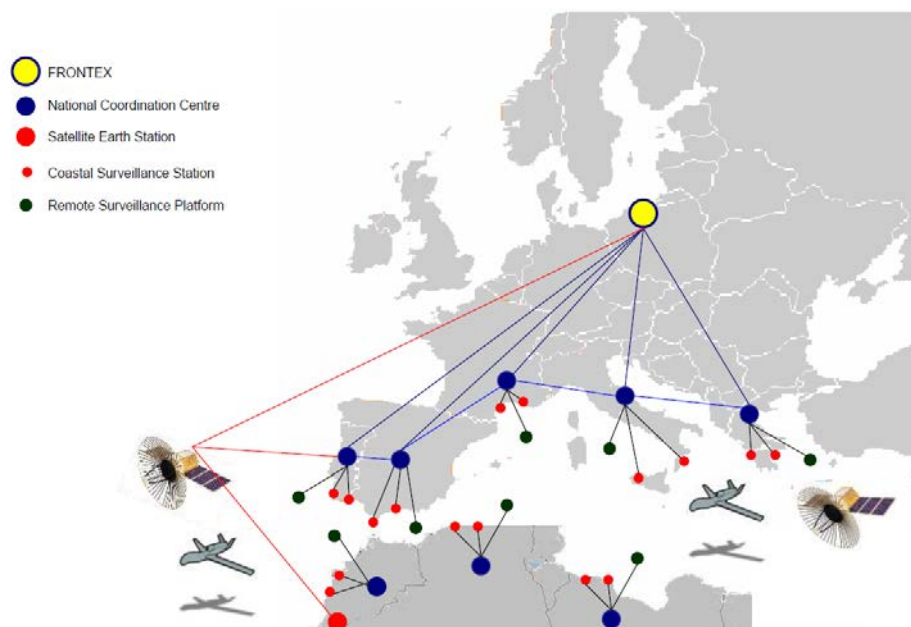 FRONTEX
National Coordination Centre
Satellite Earth Station
Coastal Surveillance Station
Remote Surveillance Platform